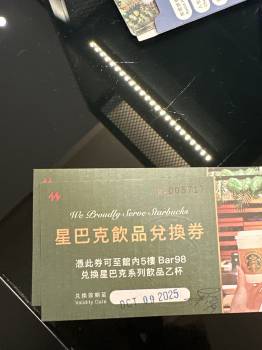 005717
We Proudly Serve Starbucks
星巴克飲品兌換券
憑此券可至館內5樓 Bar98
兌換星巴克系列飲品乙杯
兌換效期至
Validity Date
OCT 09 2025